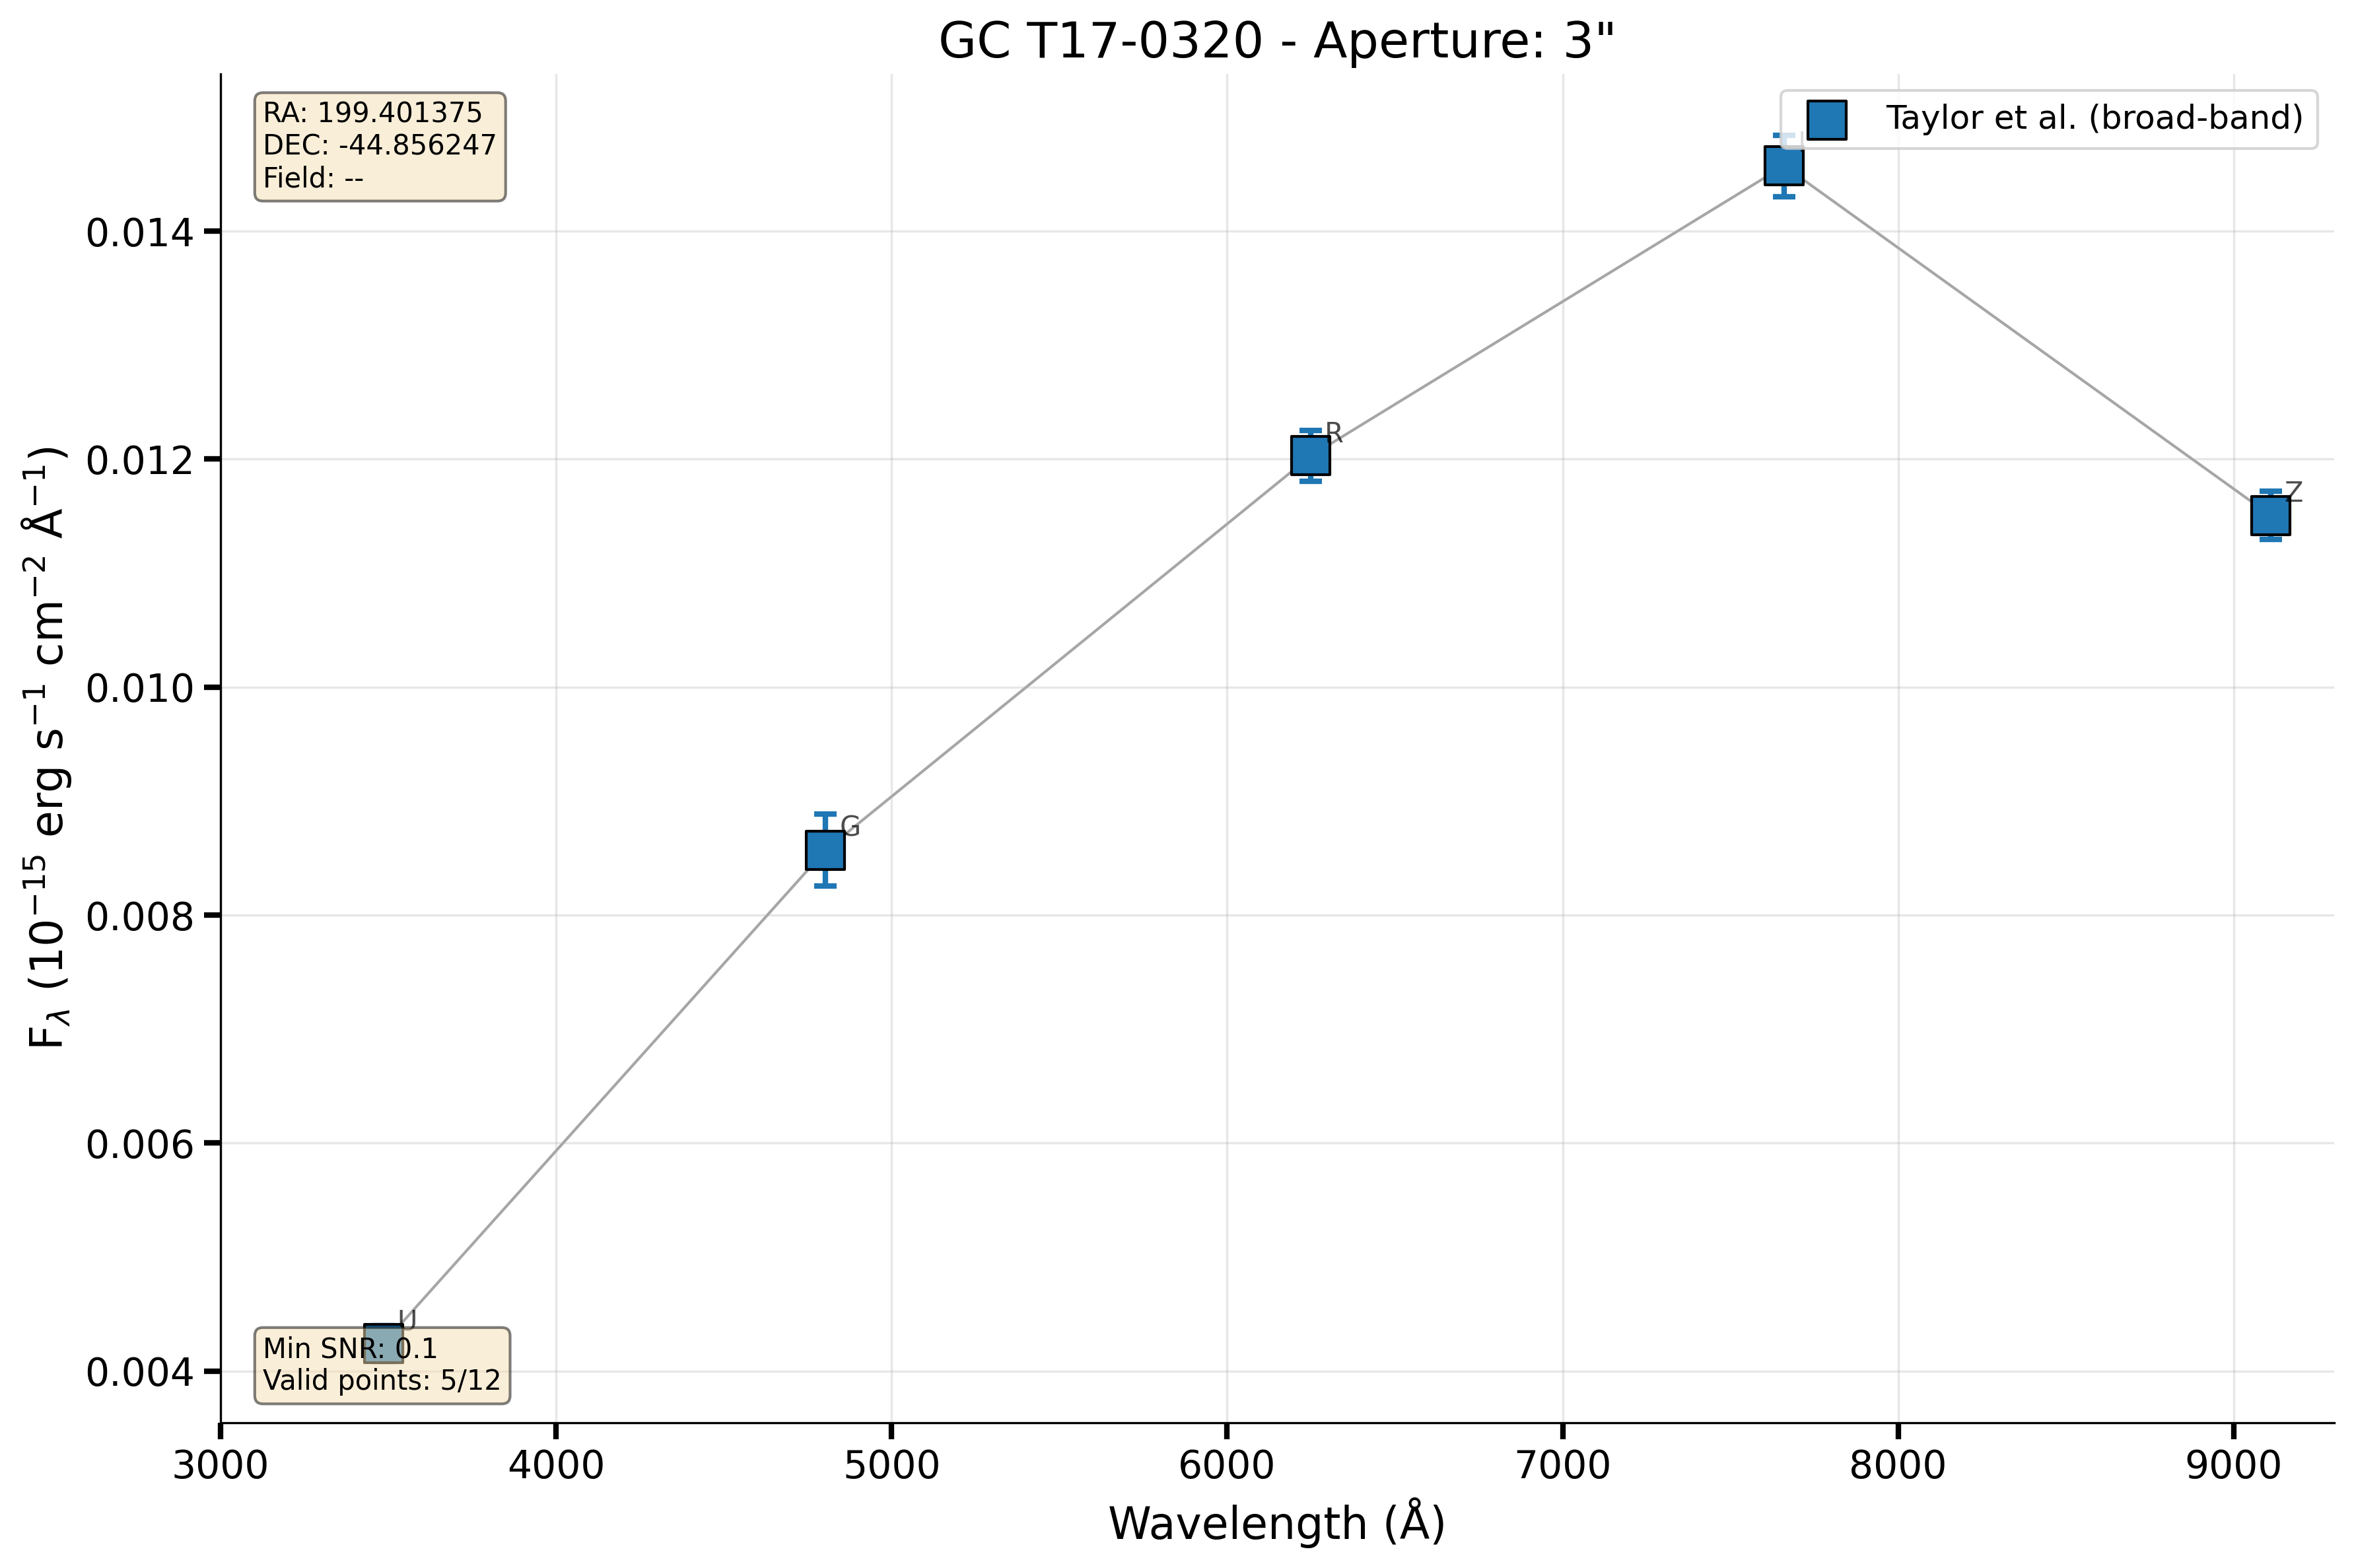 GC T17-0320 - Aperture: 3"
RA: 199.401375
DEC: -44.856247
Field: --
Taylor et al. (broad-band)
I
R
Z
G
U
Min SNR: 0.1
Valid points: 5/12
0.014
0.012
0.010
0.008
0.006
0.004
F_λ (10⁻¹⁵ erg s⁻¹ cm⁻² Å⁻¹)
3000 4000 5000 6000 7000 8000 9000
Wavelength (Å)